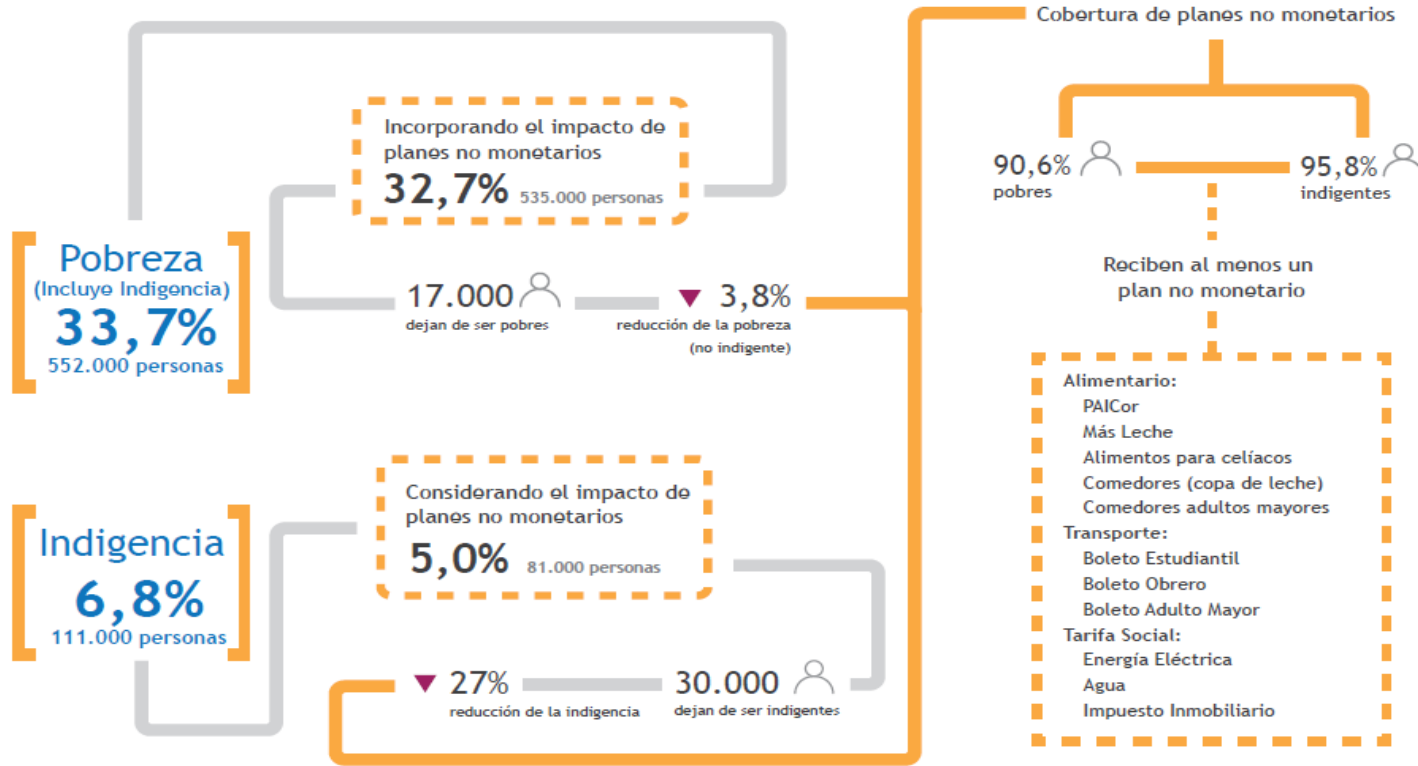 Pobreza
(Incluye Indigencia)
33,7%
552.000 personas
Incorporando el impacto de
planes no monetarios
32,7% 535.000 personas
17.000
dejan de ser pobres
▼ 3,8%
reducción de la pobreza
(no indigente)
Indigencia
6,8%
111.000 personas
Considerando el impacto de
planes no monetarios
5,0% 81.000 personas
▼ 27%
reducción de la indigencia
30.000
dejan de ser indigentes
Cobertura de planes no monetarios
90,6%
pobres
95,8%
indigentes
Reciben al menos un
plan no monetario
Alimentario:
PAICor
Más Leche
Alimentos para celíacos
Comedores (copa de leche)
Comedores adultos mayores
Transporte:
Boleto Estudiantil
Boleto Obrero
Boleto Adulto Mayor
Tarifa Social:
Energía Eléctrica
Agua
Impuesto Inmobiliario